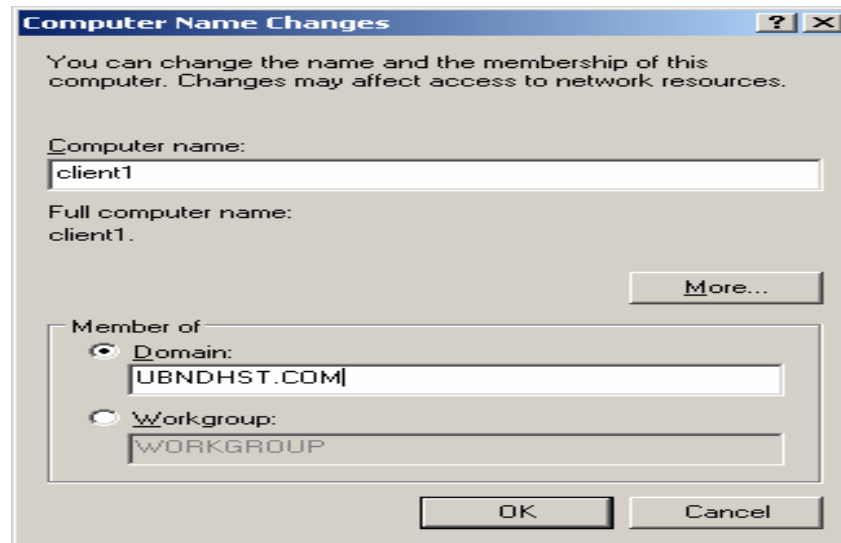 Computer Name Changes
You can change the name and the membership of this
computer. Changes may affect access to network resources.
Computer name:
client1
Full computer name:
client1.
More...
Member of
Domain:
UBNDHST.COM
Workgroup:
WORKGROUP
OK Cancel